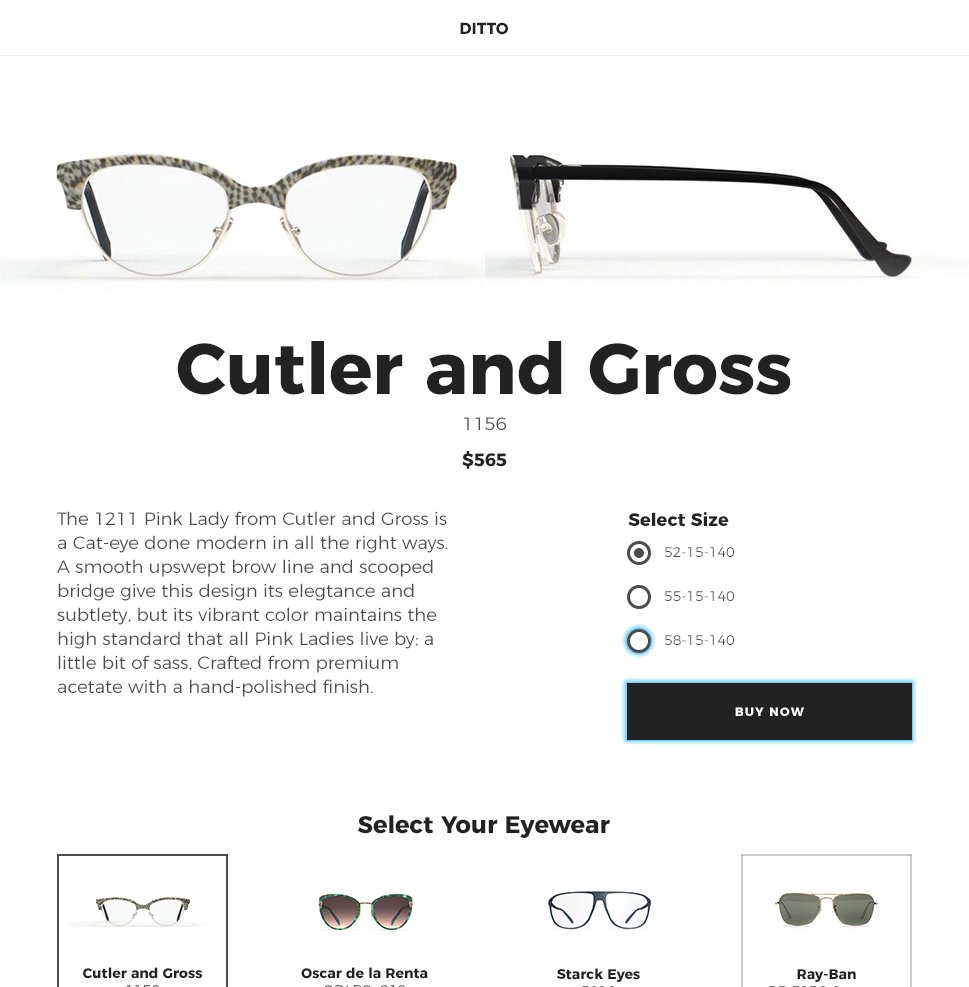 DITTO
Cutler and Gross
1156
$565
The 1211 Pink Lady from Cutler and Gross is
a Cat-eye done modern in all the right ways.
A smooth upswept brow line and scooped
bridge give this design its elegtance and
subtlety, but its vibrant color maintains the
high standard that all Pink Ladies live by: a
little bit of sass. Crafted from premium
acetate with a hand-polished finish.
Select Size
52-15-140
55-15-140
58-15-140
BUY NOW
Select Your Eyewear
Cutler and Gross
1156
Oscar de la Renta
Starck Eyes
Ray-Ban